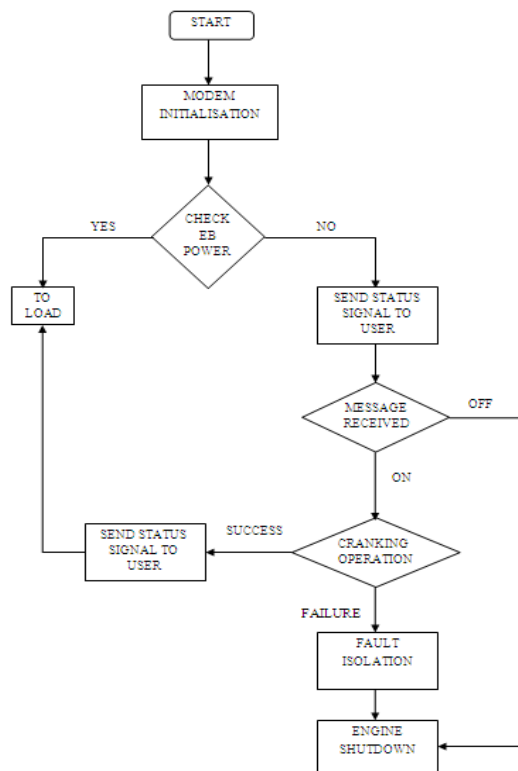 START
MODEM
INITIALISATION
CHECK
EB
POWER
YES
NO
TO
LOAD
SEND STATUS
SIGNAL TO
USER
MESSAGE
RECEIVED
OFF
ON
SEND STATUS
SIGNAL TO
USER
SUCCESS
CRANKING
OPERATION
FAILURE
FAULT
ISOLATION
ENGINE
SHUTDOWN